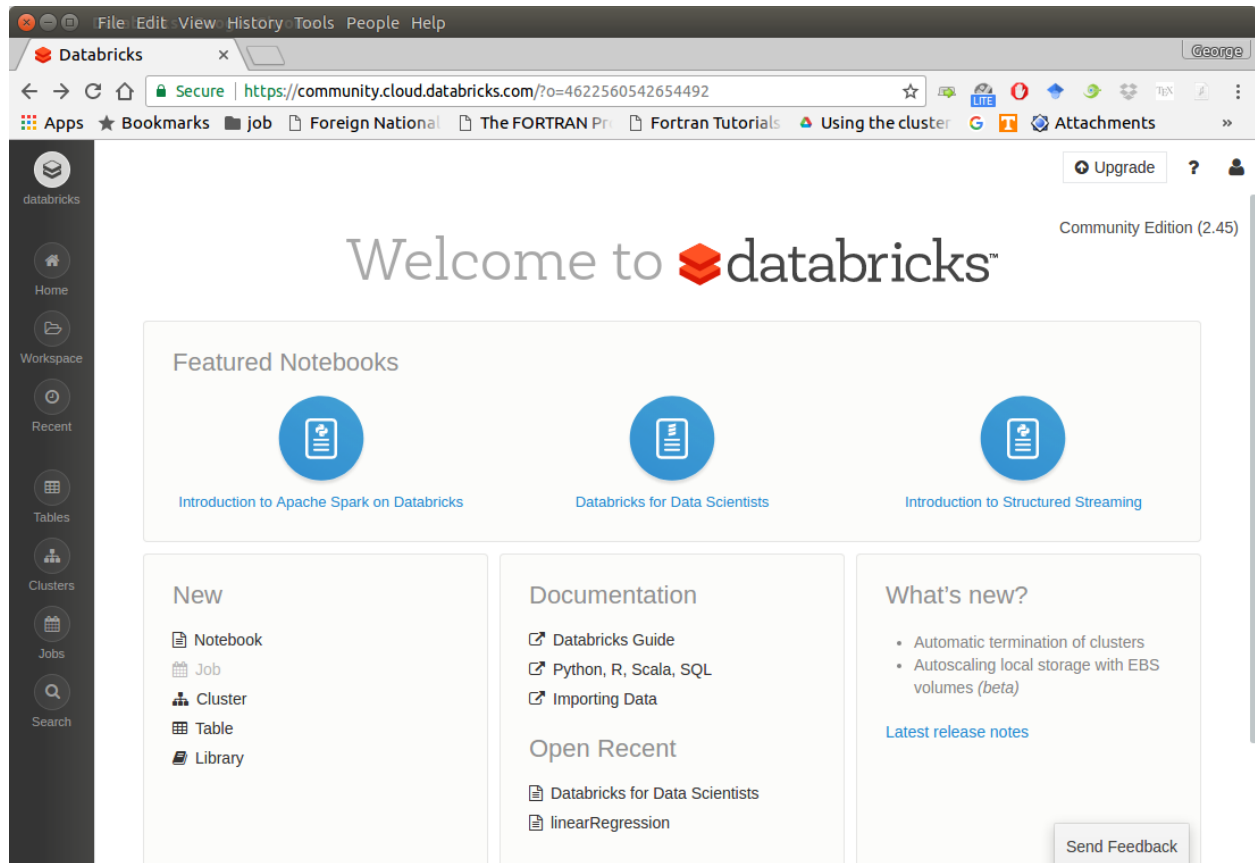 File Edit View History Tools People Help
Databricks
George
Secure | https://community.cloud.databricks.com/?o=4622560542654492
LITE
TEX
Apps Bookmarks job Foreign National The FORTRAN Pr Fortran Tutorials Using the cluster G T Attachments »
databricks
Upgrade ?
Community Edition (2.45)
Welcome to databricks™
Home
Workspace
Recent
Tables
Clusters
Jobs
Search
Featured Notebooks
Introduction to Apache Spark on Databricks
Databricks for Data Scientists
Introduction to Structured Streaming
New
Notebook
Job
Cluster
Table
Library
Documentation
Databricks Guide
Python, R, Scala, SQL
Importing Data
Open Recent
Databricks for Data Scientists
linearRegression
What's new?
• Automatic termination of clusters
• Autoscaling local storage with EBS
volumes (beta)
Latest release notes
Send Feedback